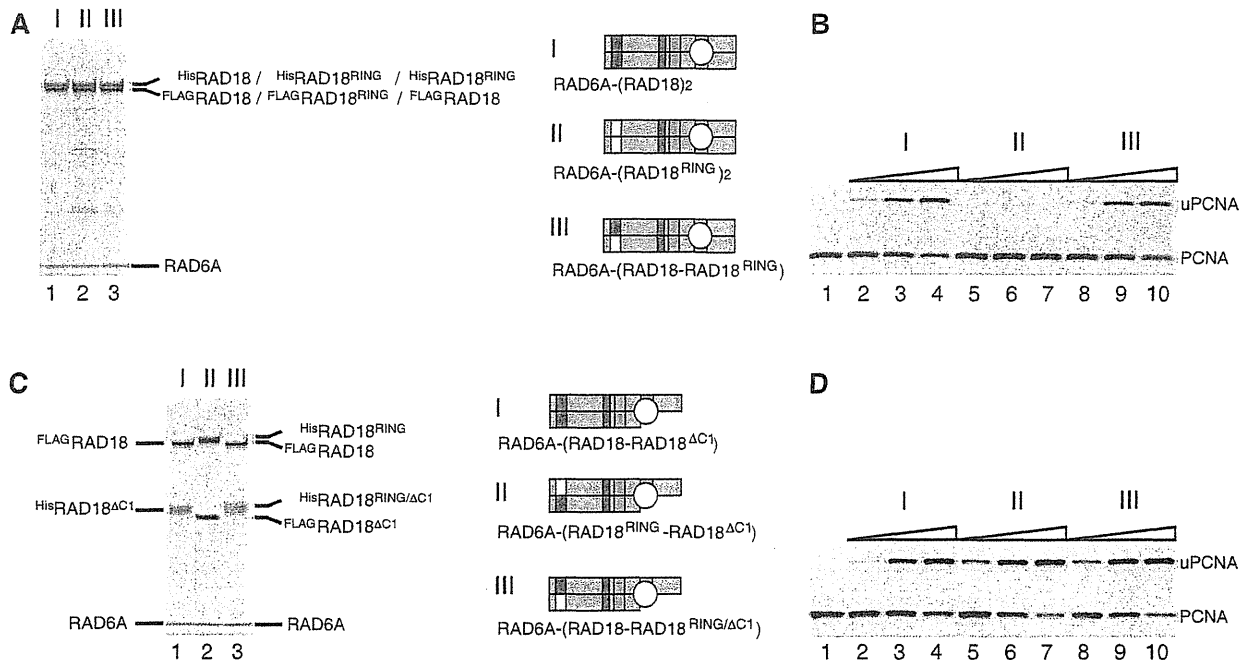 A
I II III
HisRAD18 / HisRAD18RING / HisRAD18RING
FLAGRAD18 / FLAGRAD18RING / FLAGRAD18
RAD6A
1 2 3
I
RAD6A-(RAD18)2
II
RAD6A-(RAD18RING)2
III
RAD6A-(RAD18-RAD18RING)
B
I II III
uPCNA
PCNA
1 2 3 4 5 6 7 8 9 10
C
I II III
FLAGRAD18
HisRAD18RING
FLAGRAD18
HisRAD18ΔC1
HisRAD18RING/ΔC1
FLAGRAD18ΔC1
RAD6A
RAD6A
1 2 3
I
RAD6A-(RAD18-RAD18ΔC1)
II
RAD6A-(RAD18RING-RAD18ΔC1)
III
RAD6A-(RAD18-RAD18RING/ΔC1)
D
I II III
uPCNA
PCNA
1 2 3 4 5 6 7 8 9 10